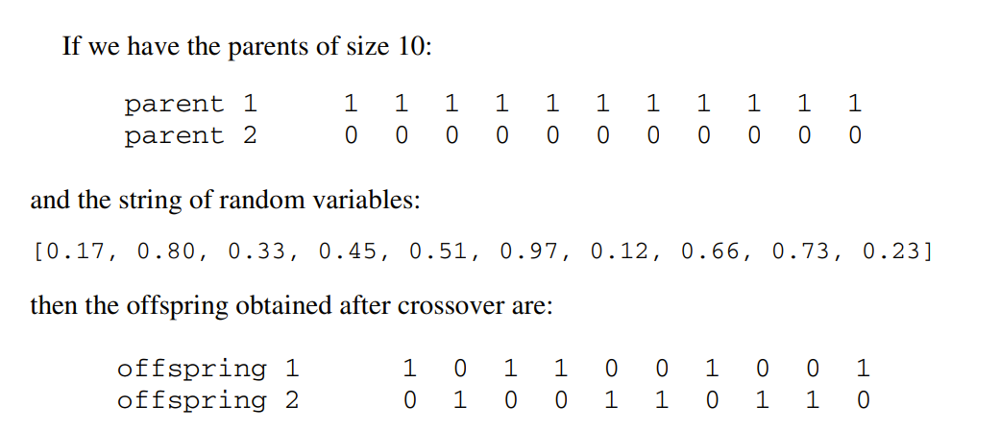 If we have the parents of size 10:
parent 1 1 1 1 1 1 1 1 1 1 1 1
parent 2 0 0 0 0 0 0 0 0 0 0 0
and the string of random variables:
[0.17, 0.80, 0.33, 0.45, 0.51, 0.97, 0.12, 0.66, 0.73, 0.23]
then the offspring obtained after crossover are:
offspring 1 1 0 1 1 0 0 1 0 0 1
offspring 2 0 1 0 0 1 1 0 1 1 0